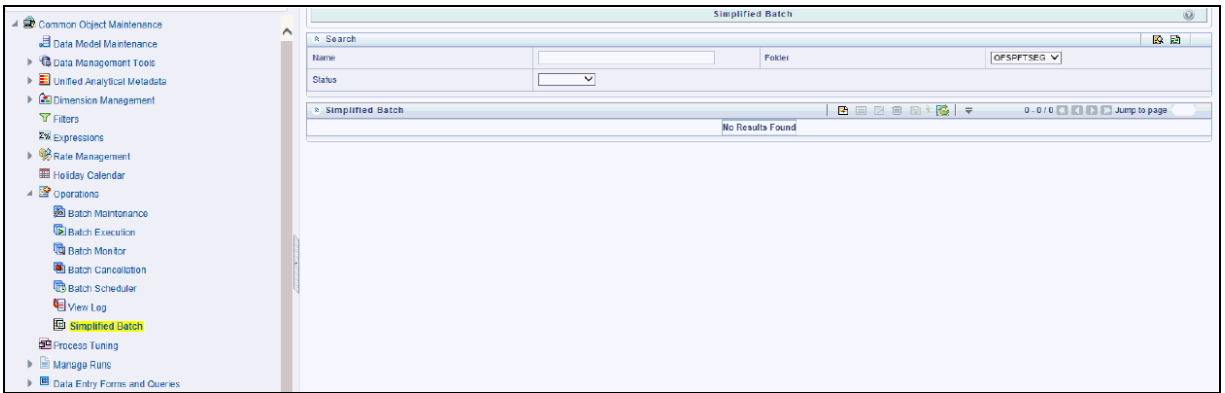 Common Object Maintenance
Data Model Maintenance
Data Management Tools
Unified Analytical Metadata
Dimension Management
Filters
Expressions
Rate Management
Holiday Calendar
Operations
Batch Maintenance
Batch Execution
Batch Monitor
Batch Cancellation
Batch Scheduler
View Log
Simplified Batch
Process Tuning
Manage Runs
Data Entry Forms and Queries
Simplified Batch
Search
Name Folder OFSPFTSEG
Status
Simplified Batch 0 - 0 / 0 Jump to page
No Results Found